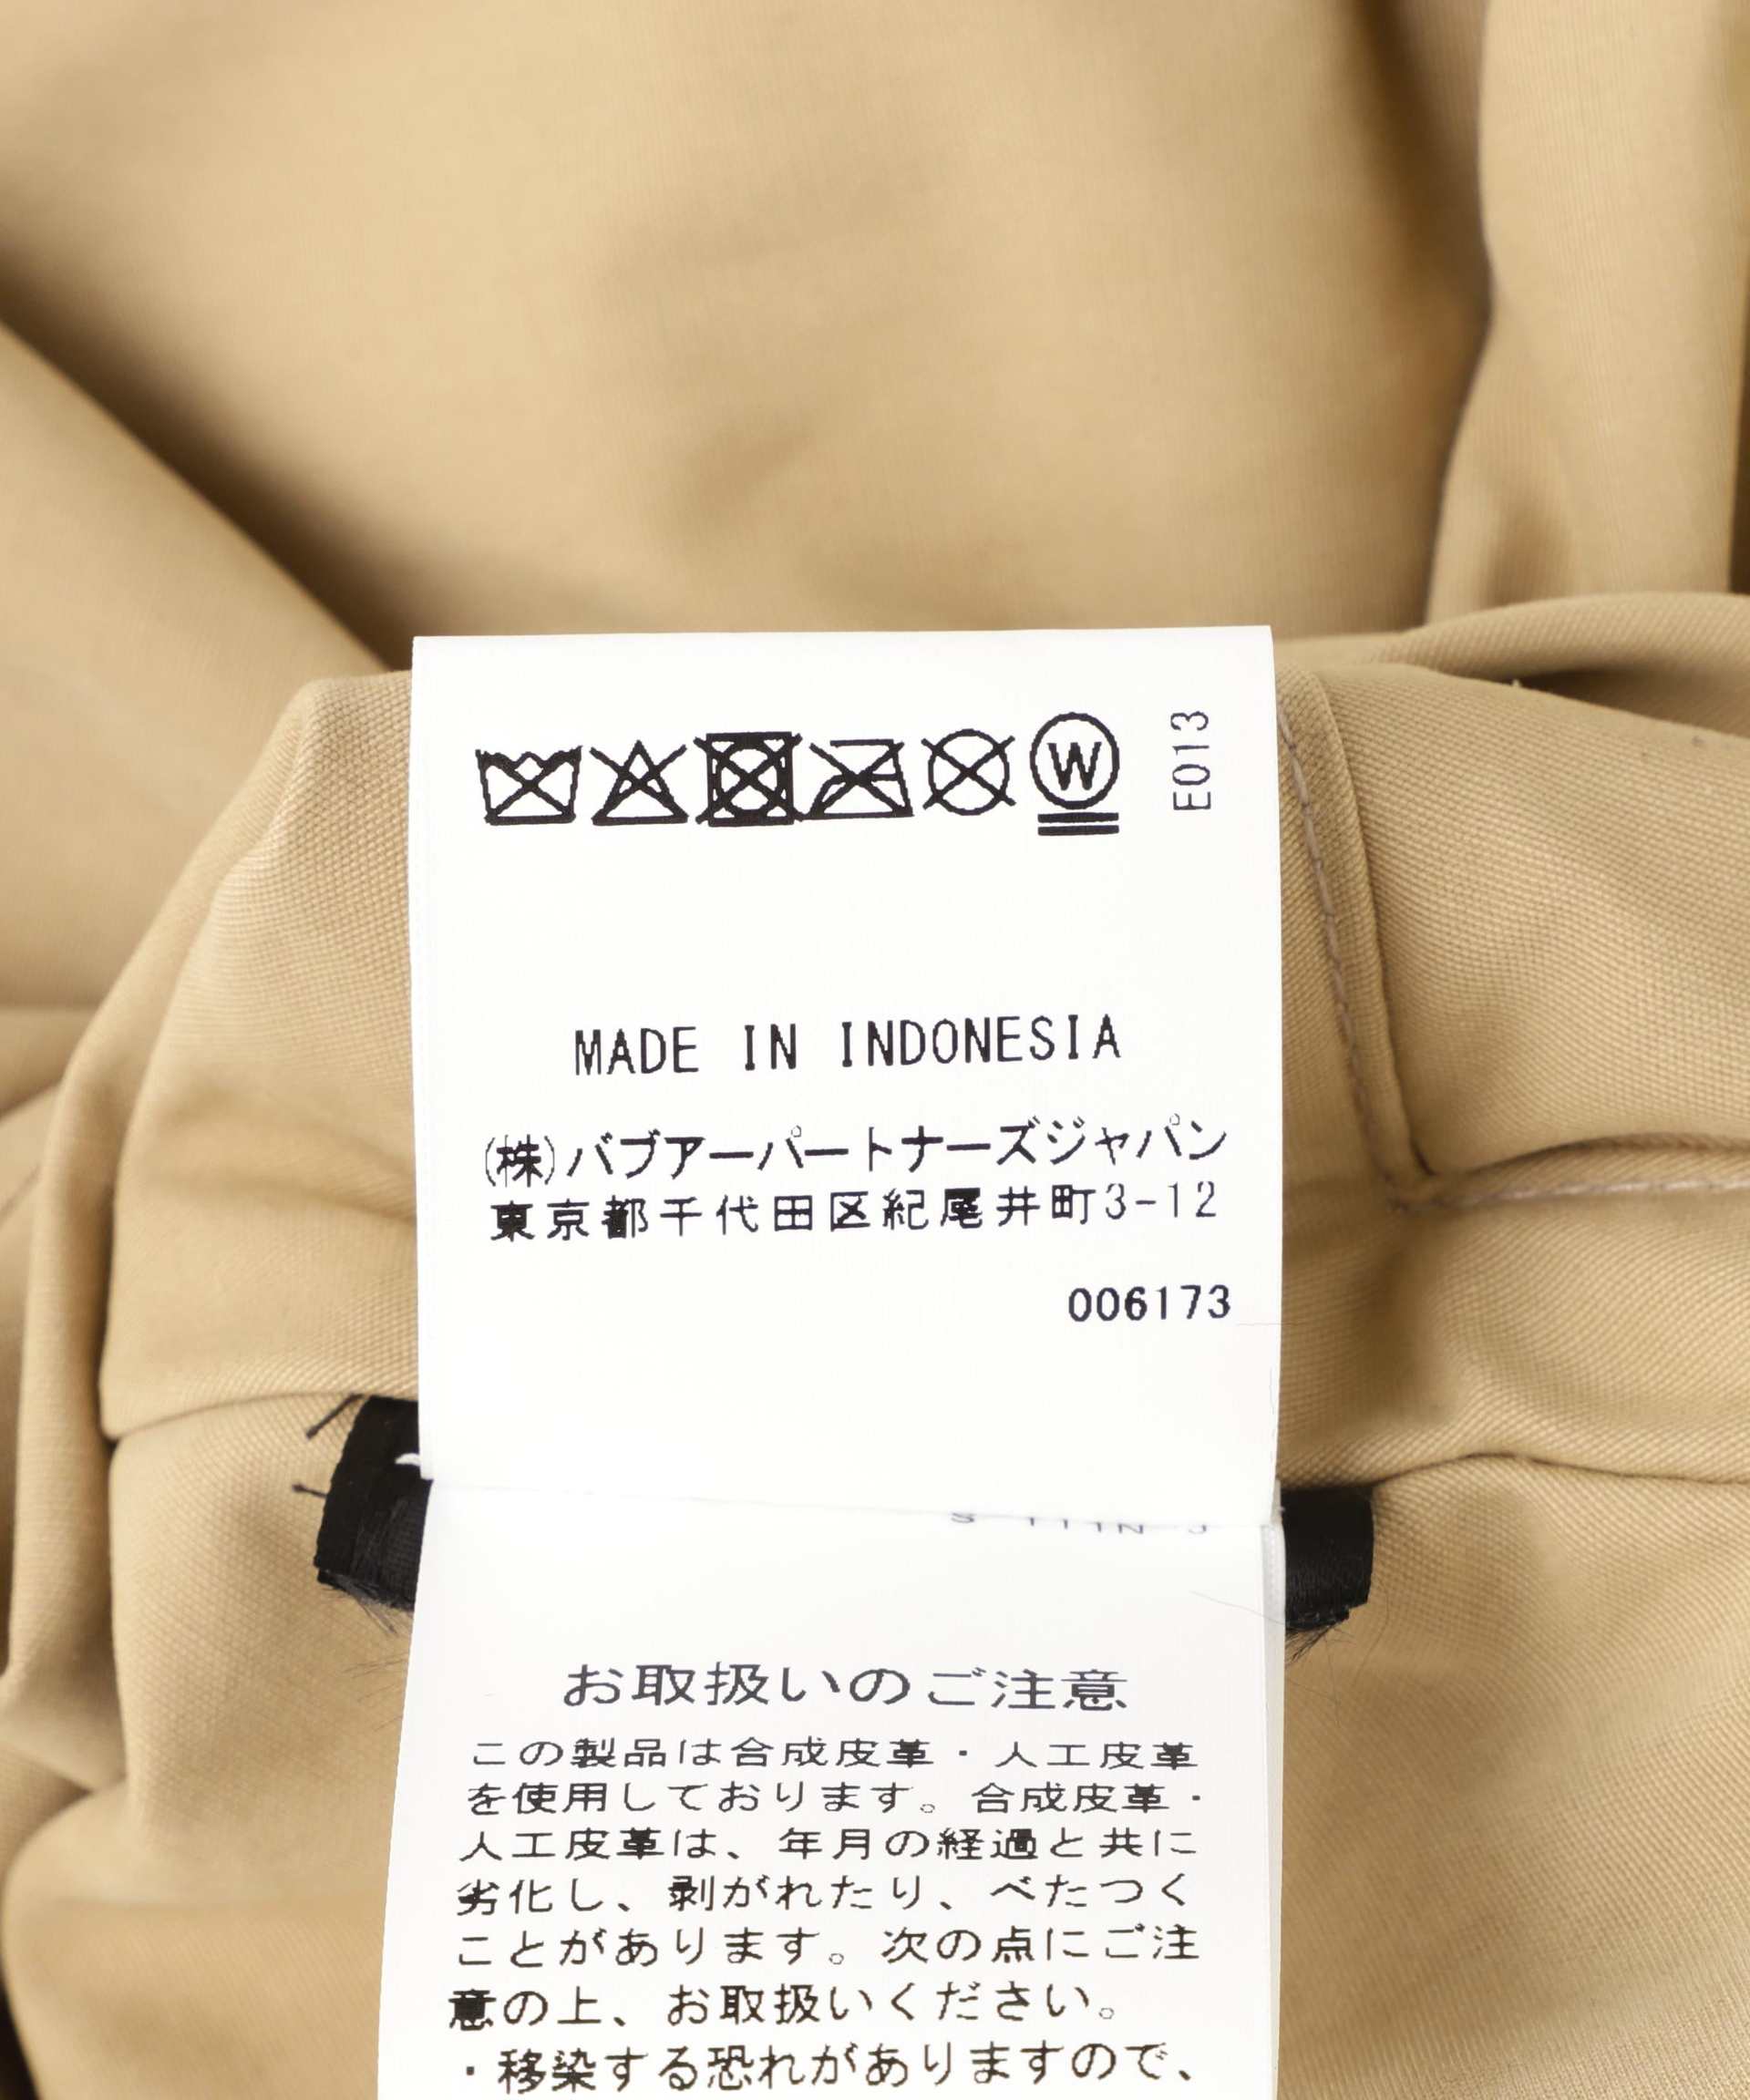 W
E013
MADE IN INDONESIA
(株)バブアーパートナーズジャパン
東京都千代田区紀尾井町3-12
006173
お取扱いのご注意
この製品は合成皮革・人工皮革
を使用しております。合成皮革・
人工皮革は、年月の経過と共に
劣化し、剥がれたり、べたつく
ことがあります。次の点にご注
意の上、お取扱いください。
・移染する恐れがありますので、